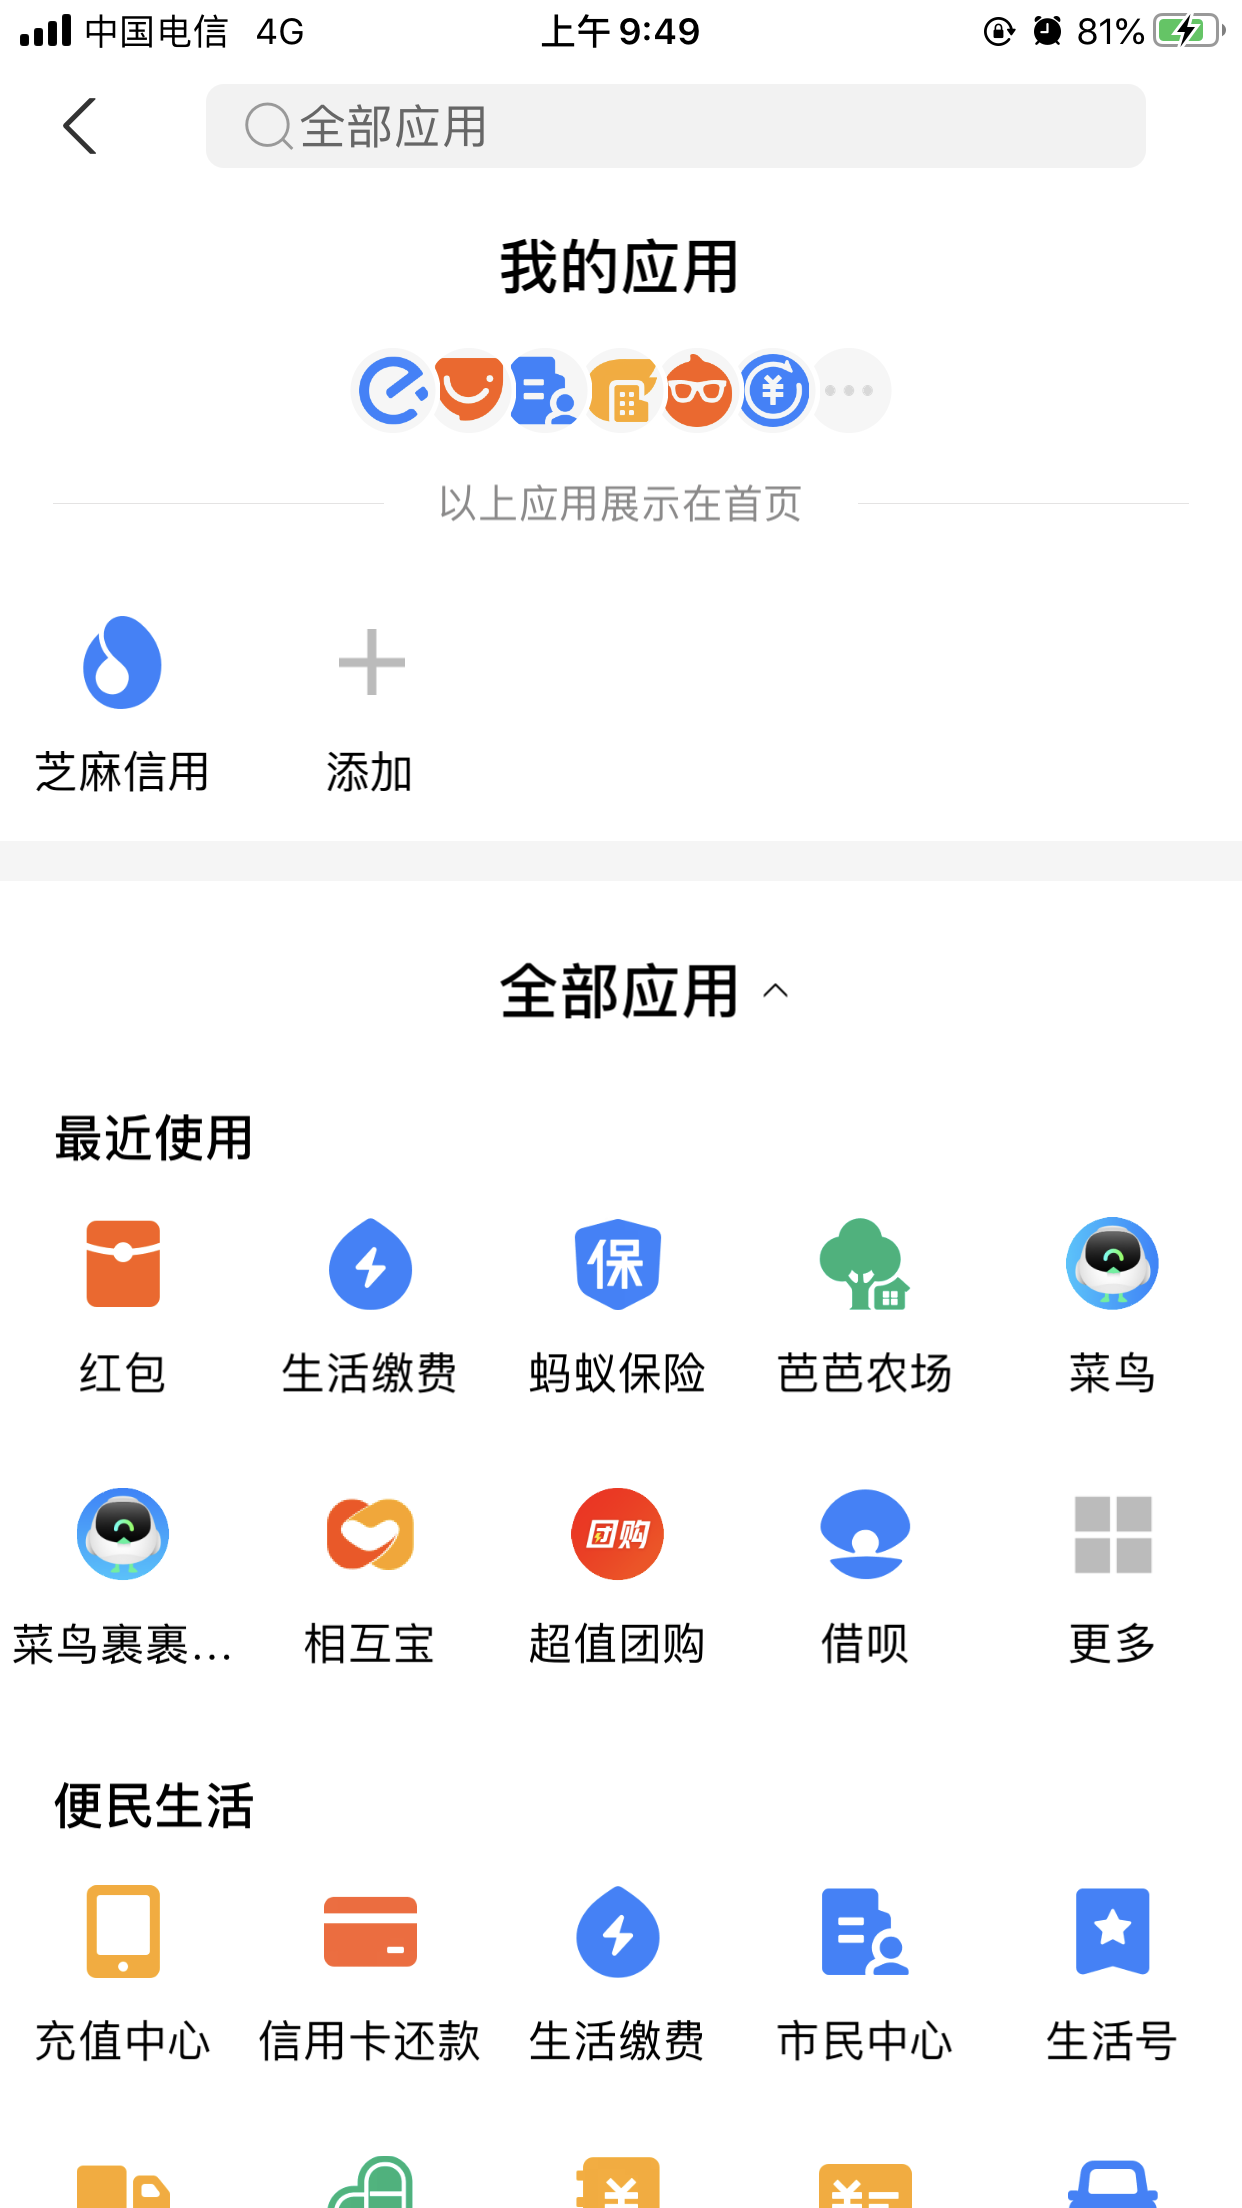 中国电信 4G 上午 9:49 81%
全部应用
我的应用
以上应用展示在首页
芝麻信用 添加
全部应用
最近使用
保
团购
红包 生活缴费 蚂蚁保险 芭芭农场 菜鸟
菜鸟裹裹... 相互宝 超值团购 借呗 更多
便民生活
充值中心 信用卡还款 生活缴费 市民中心 生活号